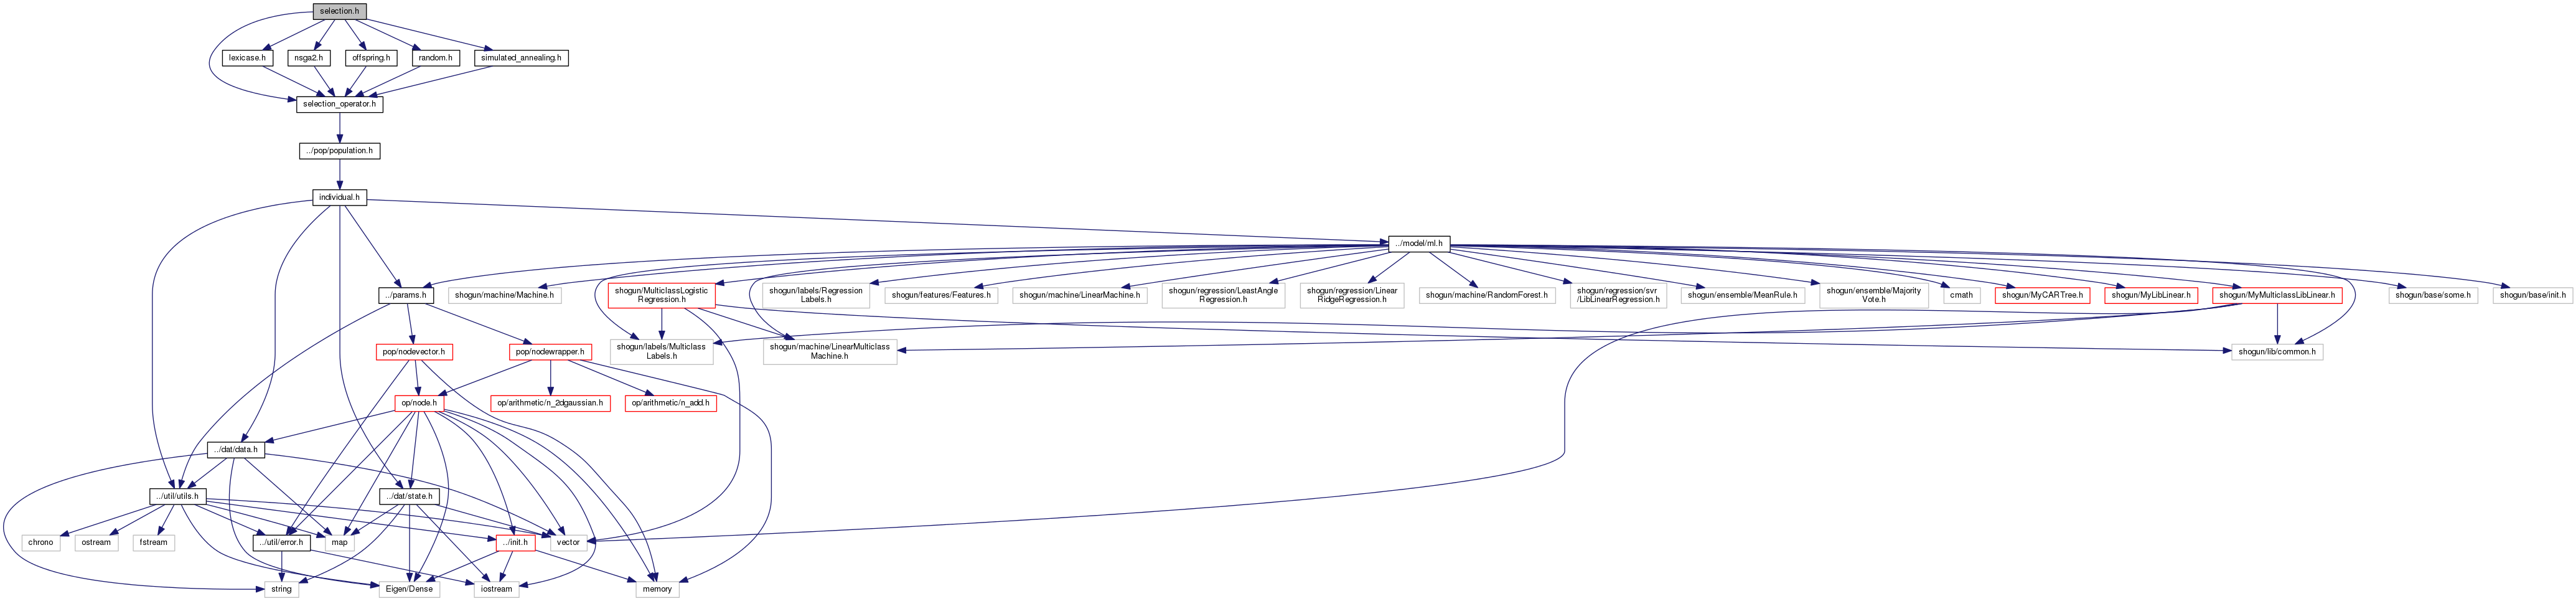 selection.h
lexicase.h
nsga2.h
offspring.h
random.h
simulated_annealing.h
selection_operator.h
../pop/population.h
individual.h
../model/ml.h
../params.h
shogun/machine/Machine.h
shogun/MulticlassLogistic
Regression.h
shogun/labels/Regression
Labels.h
shogun/features/Features.h
shogun/machine/LinearMachine.h
shogun/regression/LeastAngle
Regression.h
shogun/regression/Linear
RidgeRegression.h
shogun/machine/RandomForest.h
shogun/regression/svr
/LibLinearRegression.h
shogun/ensemble/MeanRule.h
shogun/ensemble/Majority
Vote.h
cmath
shogun/MyCARTree.h
shogun/MyLibLinear.h
shogun/MyMulticlassLibLinear.h
shogun/base/some.h
shogun/base/init.h
pop/nodevector.h
pop/nodewrapper.h
shogun/labels/Multiclass
Labels.h
shogun/machine/LinearMulticlass
Machine.h
shogun/lib/common.h
op/node.h
op/arithmetic/n_2dgaussian.h
op/arithmetic/n_add.h
../dat/data.h
../util/utils.h
../dat/state.h
chrono
ostream
fstream
../util/error.h
map
../init.h
vector
string
Eigen/Dense
iostream
memory